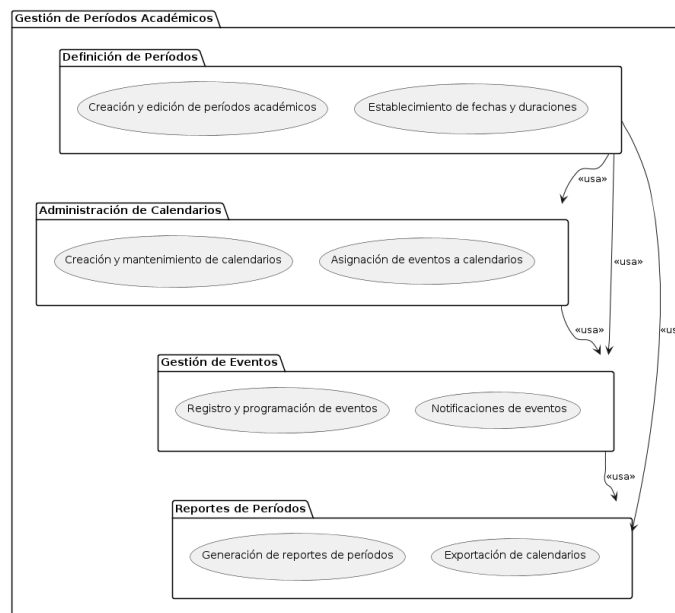 Gestión de Períodos Académicos
Definición de Períodos
Creación y edición de períodos académicos
Establecimiento de fechas y duraciones
«usa»
Administración de Calendarios
«usa»
Creación y mantenimiento de calendarios
Asignación de eventos a calendarios
«usa»
«us
Gestión de Eventos
Registro y programación de eventos
Notificaciones de eventos
«usa»
Reportes de Períodos
Generación de reportes de períodos
Exportación de calendarios